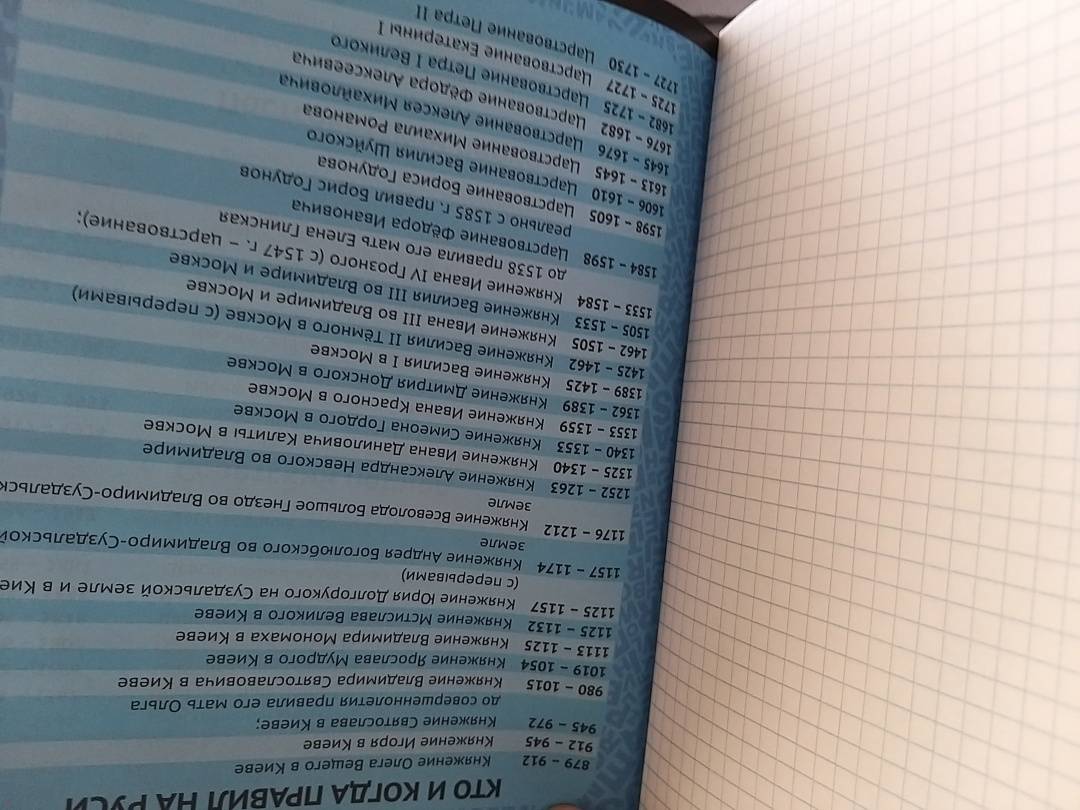 КТО И КОГДА ПРАВИЛ НА РУСИ
879 – 912 Княжение Олега Вещего в Киеве
912 – 945 Княжение Игоря в Киеве
945 – 972 Княжение Святослава в Киеве;
до совершеннолетия правила его мать Ольга
980 – 1015 Княжение Владимира Святославовича в Киеве
1019 – 1054 Княжение Ярослава Мудрого в Киеве
1113 – 1125 Княжение Владимира Мономаха в Киеве
1125 – 1132 Княжение Мстислава Великого в Киеве
1125 – 1157 Княжение Юрия Долгорукого на Суздальской земле и в Кие
(с перерывами)
1157 – 1174 Княжение Андрея Боголюбского во Владимиро-Суздальской
земле
1176 – 1212 Княжение Всеволода Большое Гнездо во Владимиро-Суздальск
земле
1252 – 1263 Княжение Александра Невского во Владимире
1325 – 1340 Княжение Ивана Даниловича Калиты в Москве
1340 – 1353 Княжение Симеона Гордого в Москве
1353 – 1359 Княжение Ивана Красного в Москве
1362 – 1389 Княжение Дмитрия Донского в Москве
1389 – 1425 Княжение Василия I в Москве
1425 – 1462 Княжение Василия II Тёмного в Москве (с перерывами)
1462 – 1505 Княжение Ивана III во Владимире и Москве
1505 – 1533 Княжение Василия III во Владимире и Москве
1533 – 1584 Княжение Ивана IV Грозного (с 1547 г. – царствование);
до 1538 правила его мать Елена Глинская
1584 – 1598 Царствование Фёдора Ивановича
реально с 1585 г. правил Борис Годунов
1598 – 1605 Царствование Бориса Годунова
1606 – 1610 Царствование Василия Шуйского
1613 – 1645 Царствование Михаила Романова
1645 – 1676 Царствование Алексея Михайловича
1676 – 1682 Царствование Фёдора Алексеевича
1682 – 1725 Царствование Петра I Великого
1725 – 1727 Царствование Екатерины I
1727 – 1730 Царствование Петра II